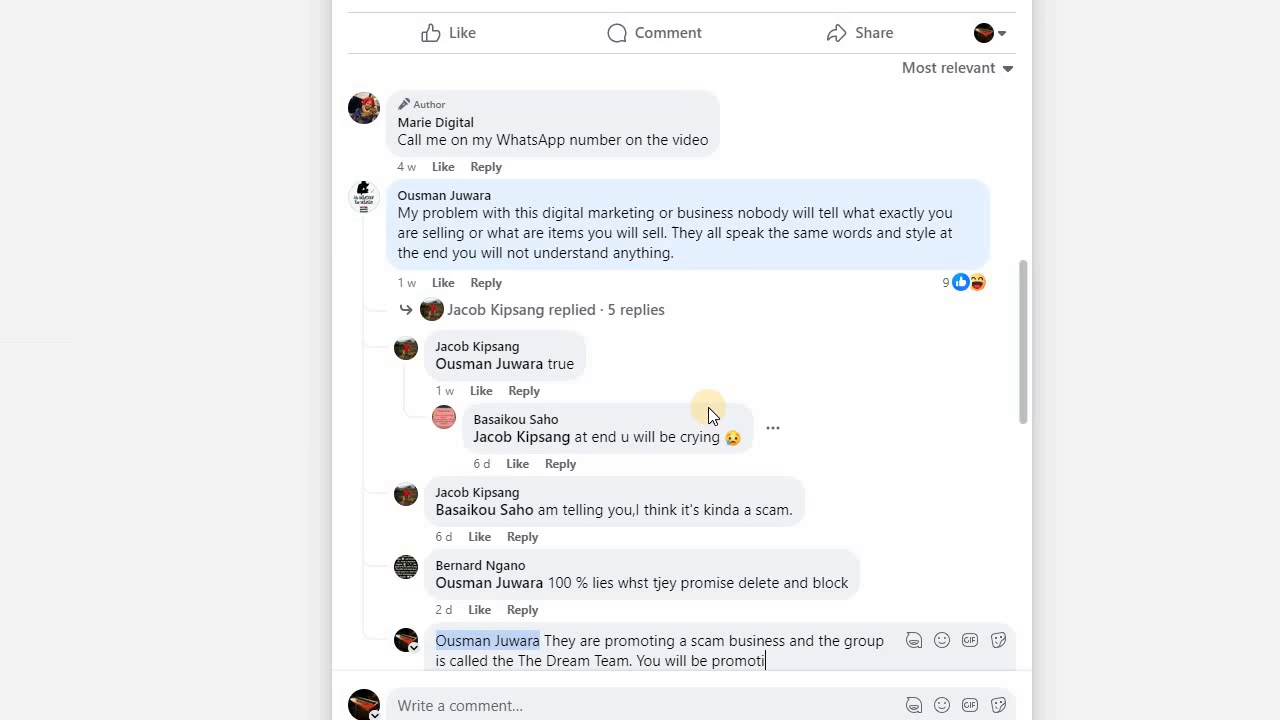 Like Comment Share
Most relevant
Author
Marie Digital
Call me on my WhatsApp number on the video
4 w Like Reply
Ousman Juwara
My problem with this digital marketing or business nobody will tell what exactly you
are selling or what are items you will sell. They all speak the same words and style at
the end you will not understand anything.
1 w Like Reply 9
Jacob Kipsang replied · 5 replies
Jacob Kipsang
Ousman Juwara true
1 w Like Reply
Basaikou Saho
Jacob Kipsang at end u will be crying 😥
6 d Like Reply
Jacob Kipsang
Basaikou Saho am telling you,I think it's kinda a scam.
6 d Like Reply
Bernard Ngano
Ousman Juwara 100 % lies whst tjey promise delete and block
2 d Like Reply
Ousman Juwara They are promoting a scam business and the group
is called the The Dream Team. You will be promoti
GIF
Write a comment...
GIF